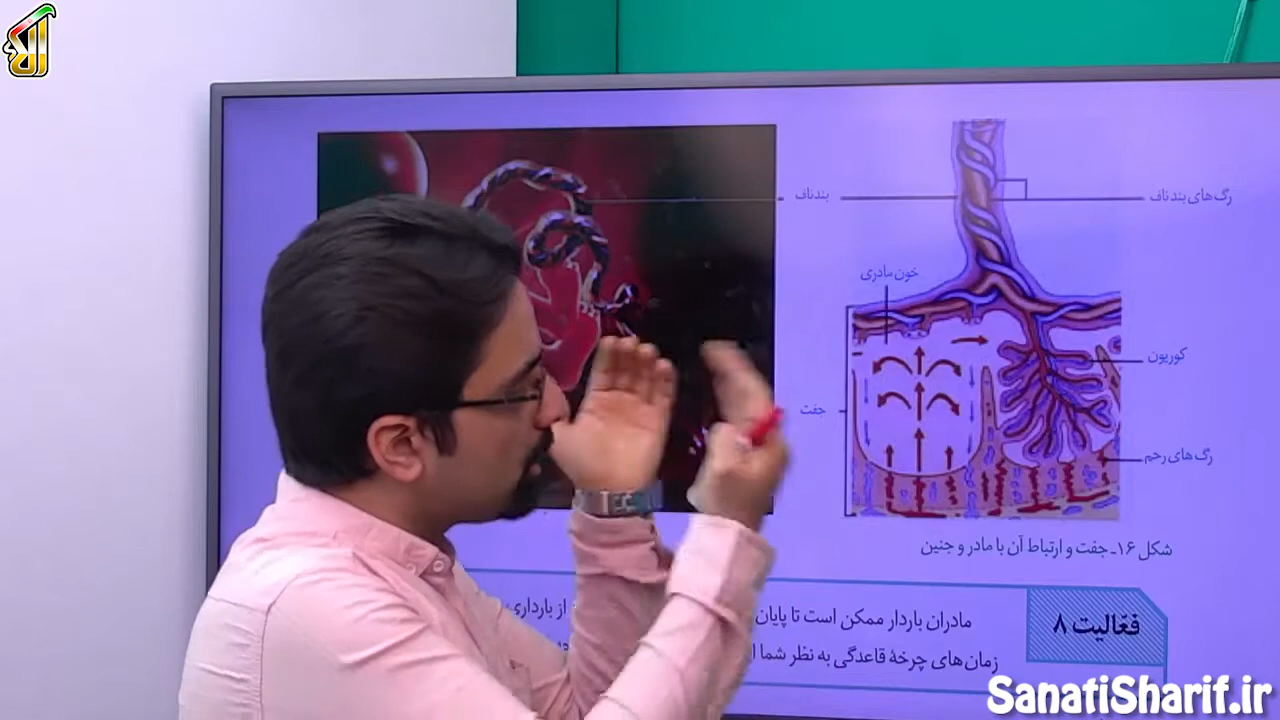 آلاء
بندناف
رگ‌های بندناف
خون مادری
کوریون
جفت
رگ‌های رحم
شکل ۱۶ـ جفت و ارتباط آن با مادر و جنین
فعّالیت ۸
مادران باردار ممکن است تا پایان از بارداری
زمان‌های چرخهٔ قاعدگی به نظر شما
SanatiSharif.ir